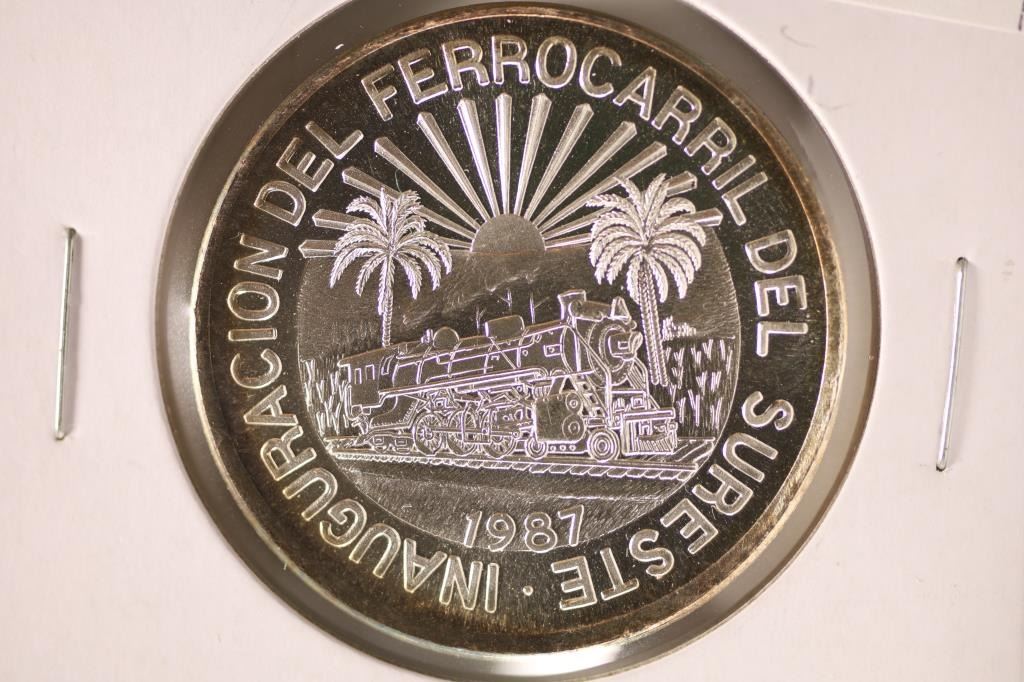 INAUGURACION DEL FERROCARRIL DEL SURESTE ·
1987